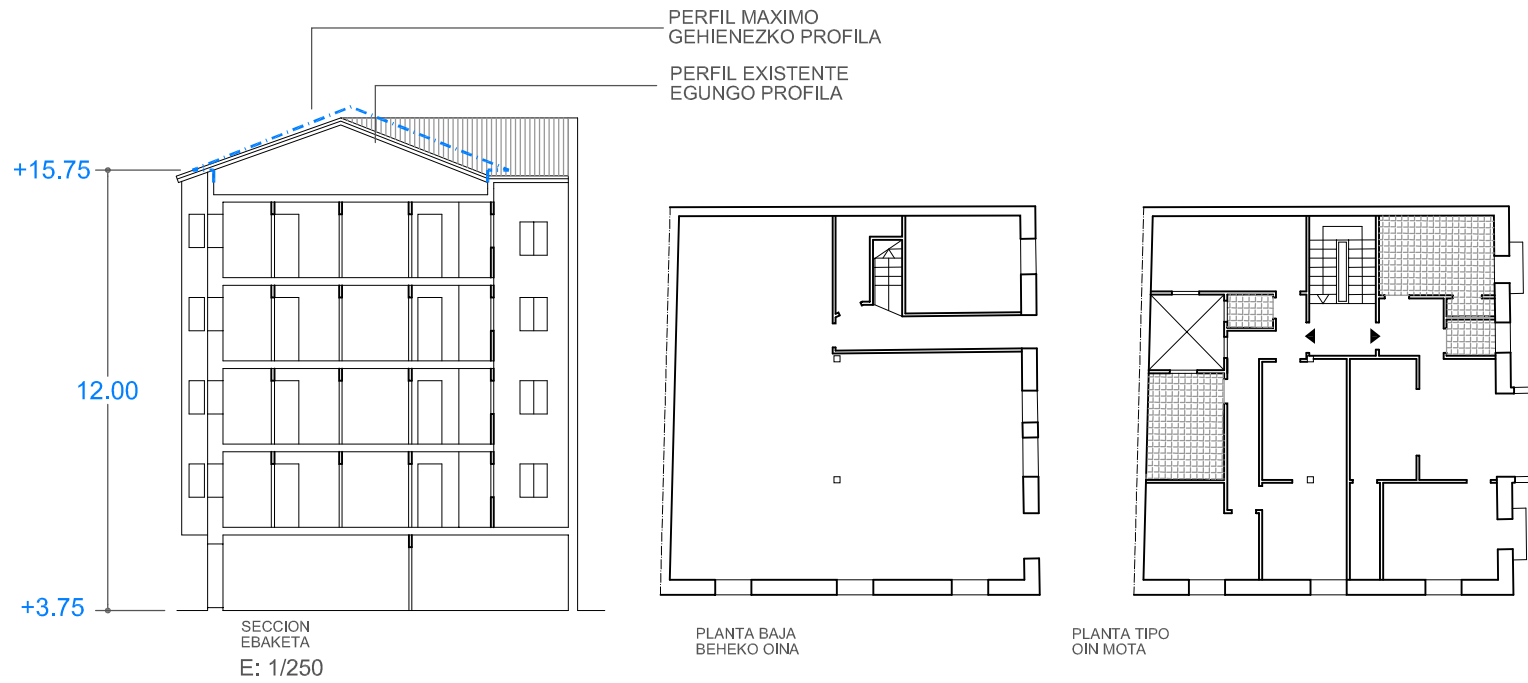 PERFIL MAXIMO
GEHIENEZKO PROFILA
PERFIL EXISTENTE
EGUNGO PROFILA
+15.75
12.00
+3.75
SECCION
EBAKETA
E: 1/250
PLANTA BAJA
BEHEKO OINA
PLANTA TIPO
OIN MOTA